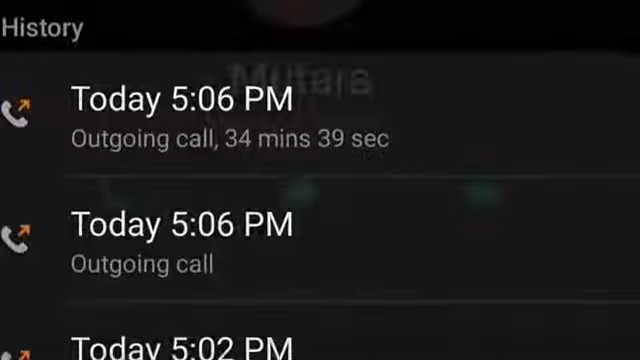 History
Mutara
Today 5:06 PM
Outgoing call, 34 mins 39 sec
Today 5:06 PM
Outgoing call
Today 5:02 PM